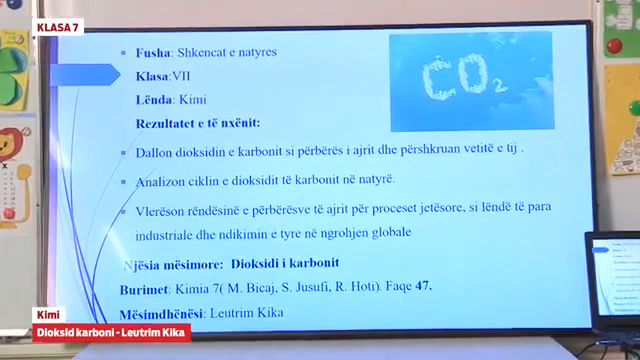 KLASA 7
Fusha: Shkencat e natyres
Klasa:VII
Lënda: Kimi
Rezultatet e të nxënit:
CO2
Dallon dioksidin e karbonit si përbërës i ajrit dhe përshkruan vetitë e tij .
Analizon ciklin e dioksidit të karbonit në natyrë.
Vlerëson rëndësinë e përbërësve të ajrit për proceset jetësore, si lëndë të para
industriale dhe ndikimin e tyre në ngrohjen globale
Njësia mësimore: Dioksidi i karbonit
Burimet: Kimia 7( M. Bicaj, S. Jusufi, R. Hoti). Faqe 47.
Mësimdhënësi: Leutrim Kika
Kimi
Dioksid karboni - Leutrim Kika